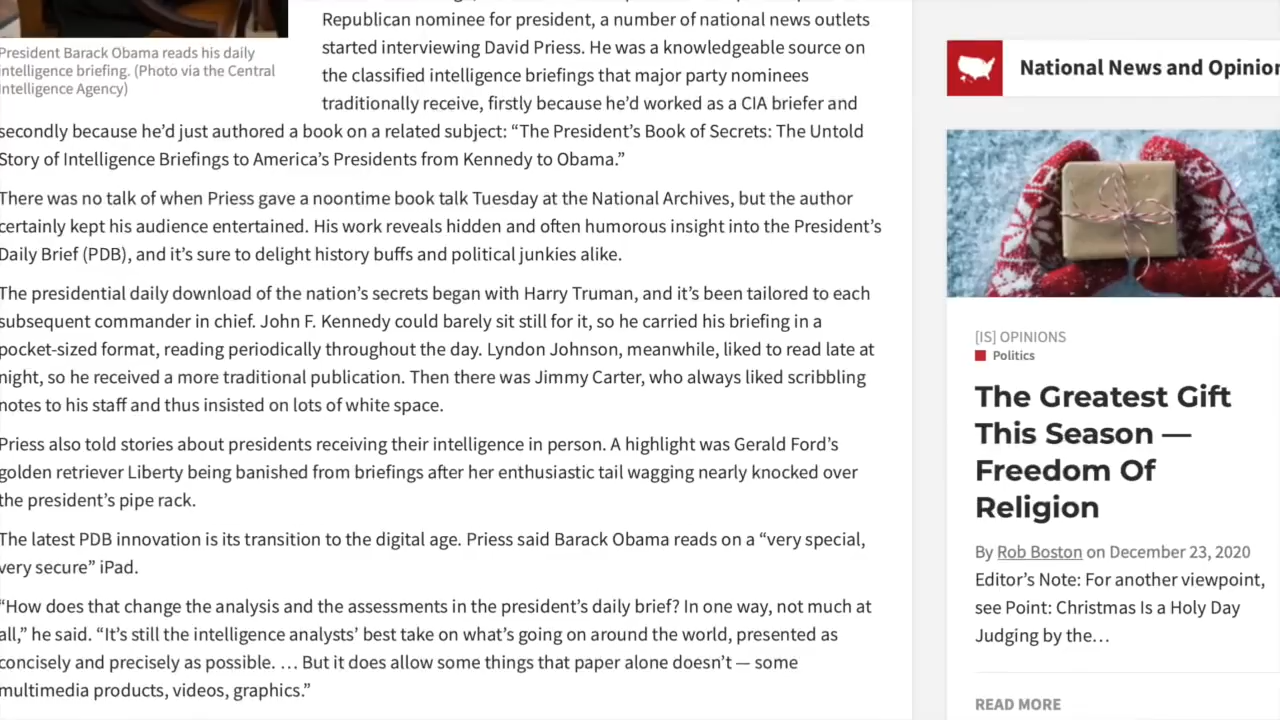 President Barack Obama reads his daily
intelligence briefing. (Photo via the Central
Intelligence Agency)
Republican nominee for president, a number of national news outlets
started interviewing David Priess. He was a knowledgeable source on
the classified intelligence briefings that major party nominees
traditionally receive, firstly because he’d worked as a CIA briefer and
secondly because he’d just authored a book on a related subject: “The President’s Book of Secrets: The Untold
Story of Intelligence Briefings to America’s Presidents from Kennedy to Obama.”
There was no talk of when Priess gave a noontime book talk Tuesday at the National Archives, but the author
certainly kept his audience entertained. His work reveals hidden and often humorous insight into the President’s
Daily Brief (PDB), and it’s sure to delight history buffs and political junkies alike.
The presidential daily download of the nation’s secrets began with Harry Truman, and it’s been tailored to each
subsequent commander in chief. John F. Kennedy could barely sit still for it, so he carried his briefing in a
pocket-sized format, reading periodically throughout the day. Lyndon Johnson, meanwhile, liked to read late at
night, so he received a more traditional publication. Then there was Jimmy Carter, who always liked scribbling
notes to his staff and thus insisted on lots of white space.
Priess also told stories about presidents receiving their intelligence in person. A highlight was Gerald Ford’s
golden retriever Liberty being banished from briefings after her enthusiastic tail wagging nearly knocked over
the president’s pipe rack.
The latest PDB innovation is its transition to the digital age. Priess said Barack Obama reads on a “very special,
very secure” iPad.
“How does that change the analysis and the assessments in the president’s daily brief? In one way, not much at
all,” he said. “It’s still the intelligence analysts’ best take on what’s going on around the world, presented as
concisely and precisely as possible. … But it does allow some things that paper alone doesn’t — some
multimedia products, videos, graphics.”
National News and Opinion
[IS] OPINIONS
Politics
The Greatest Gift
This Season —
Freedom Of
Religion
By Rob Boston on December 23, 2020
Editor’s Note: For another viewpoint,
see Point: Christmas Is a Holy Day
Judging by the…
READ MORE